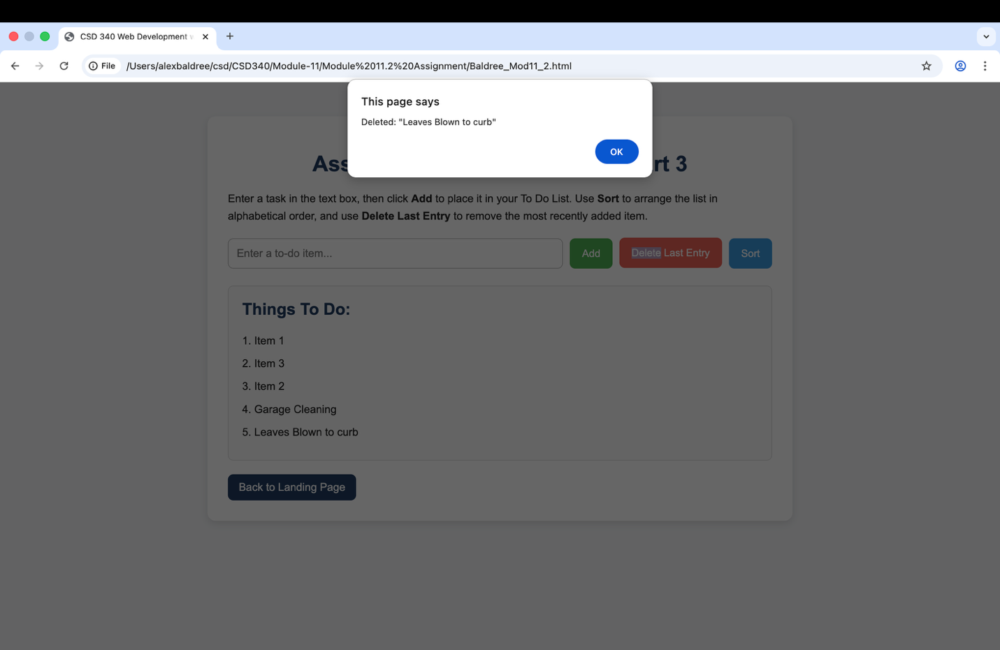 CSD 340 Web Development
File
/Users/alexbaldree/csd/CSD340/Module-11/Module%2011.2%20Assignment/Baldree_Mod11_2.html
This page says
Deleted: "Leaves Blown to curb"
OK
3
Enter a task in the text box, then click Add to place it in your To Do List. Use Sort to arrange the list in
alphabetical order, and use Delete Last Entry to remove the most recently added item.
Enter a to-do item...
Add
Delete Last Entry
Sort
Things To Do:
1. Item 1
2. Item 3
3. Item 2
4. Garage Cleaning
5. Leaves Blown to curb
Back to Landing Page